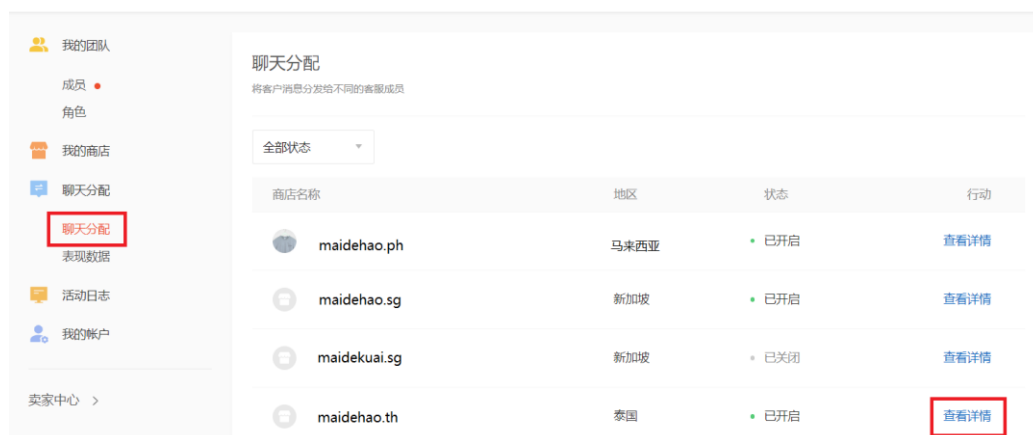 我的团队
成员
角色
我的商店
聊天分配
聊天分配
表现数据
活动日志
我的帐户
卖家中心 >
聊天分配
将客户消息分发给不同的客服成员
全部状态
商店名称 地区 状态 行动
maidehao.ph 马来西亚 已开启 查看详情
maidehao.sg 新加坡 已开启 查看详情
maidekuai.sg 新加坡 已关闭 查看详情
maidehao.th 泰国 已开启 查看详情